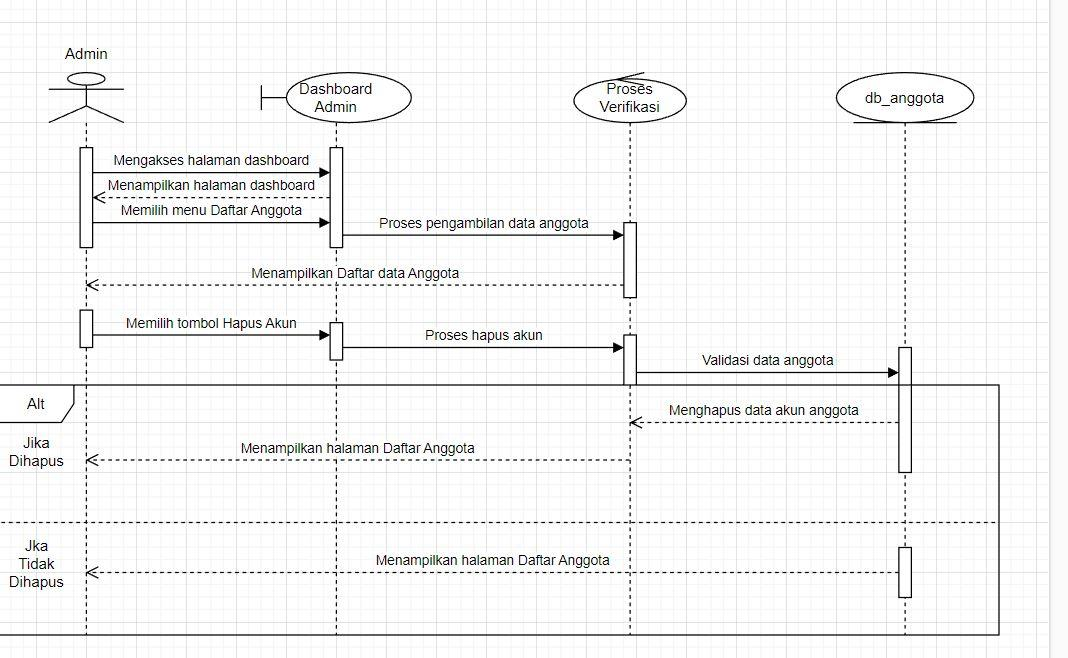 Admin
Dashboard
Admin
Proses
Verifikasi
db_anggota
Mengakses halaman dashboard
Menampilkan halaman dashboard
Memilih menu Daftar Anggota
Proses pengambilan data anggota
Menampilkan Daftar data Anggota
Memilih tombol Hapus Akun
Proses hapus akun
Validasi data anggota
Alt
Menghapus data akun anggota
Jika
Dihapus
Menampilkan halaman Daftar Anggota
Jka
Tidak
Dihapus
Menampilkan halaman Daftar Anggota